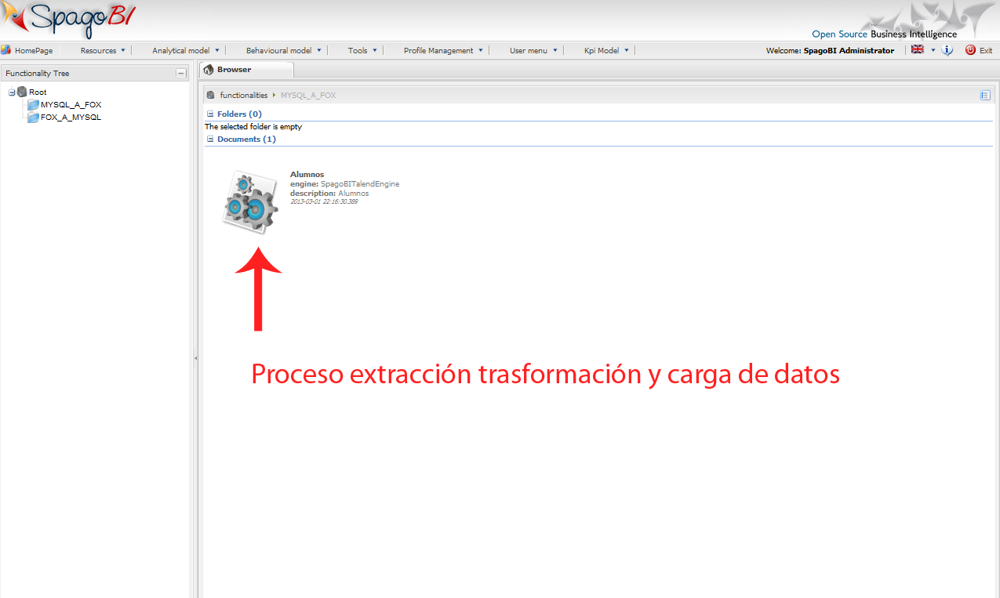 SpagoBI
Open Source Business Intelligence
HomePage Resources Analytical model Behavioural model Tools Profile Management User menu Kpi Model Welcome: SpagoBI Administrator Exit
Functionality Tree
Root
MYSQL_A_FOX
FOX_A_MYSQL
Browser
functionalities MYSQL_A_FOX
Folders (0)
The selected folder is empty
Documents (1)
Alumnos
engine: SpagoBITalendEngine
description: Alumnos
2013-03-01 22:16:30.389
Proceso extracción trasformación y carga de datos